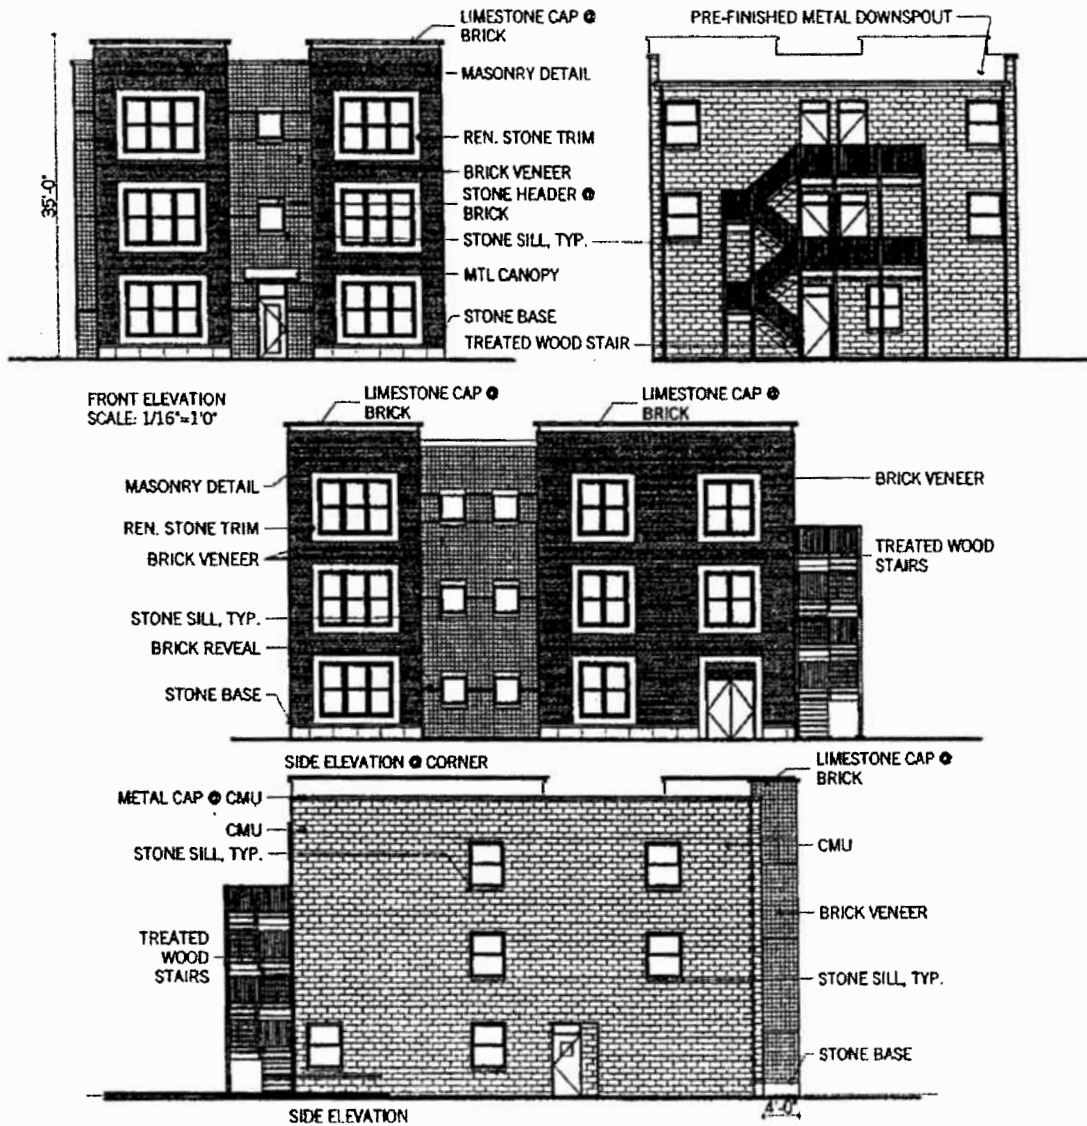 LIMESTONE CAP @
BRICK
MASONRY DETAIL
REN. STONE TRIM
BRICK VENEER
STONE HEADER @
BRICK
STONE SILL, TYP.
MTL CANOPY
STONE BASE
TREATED WOOD STAIR
35'-0"
PRE-FINISHED METAL DOWNSPOUT
FRONT ELEVATION
SCALE: 1/16"=1'0"
LIMESTONE CAP @
BRICK
LIMESTONE CAP @
BRICK
MASONRY DETAIL
REN. STONE TRIM
BRICK VENEER
STONE SILL, TYP.
BRICK REVEAL
STONE BASE
BRICK VENEER
TREATED WOOD
STAIRS
SIDE ELEVATION @ CORNER
LIMESTONE CAP @
BRICK
METAL CAP @ CMU
CMU
STONE SILL, TYP.
TREATED
WOOD
STAIRS
CMU
BRICK VENEER
STONE SILL, TYP.
STONE BASE
4'-0"
SIDE ELEVATION